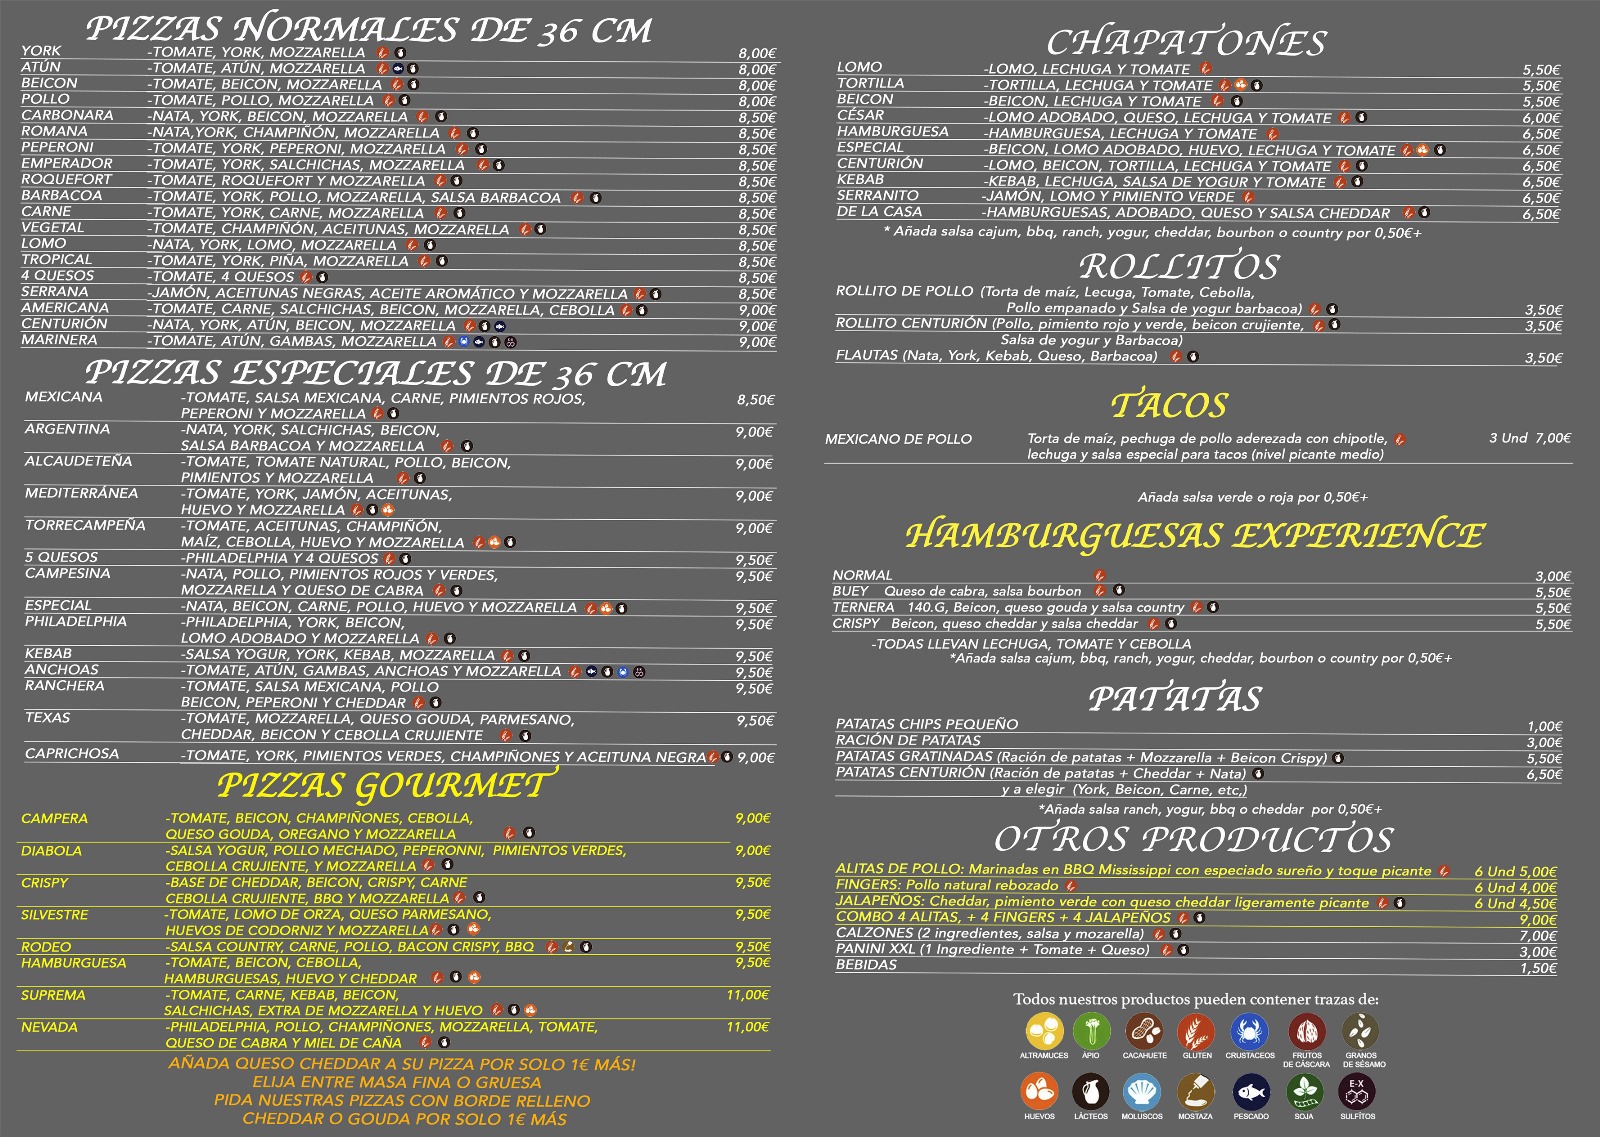 PIZZAS NORMALES DE 36 CM
YORK -TOMATE, YORK, MOZZARELLA 8,00€
ATÚN -TOMATE, ATÚN, MOZZARELLA 8,00€
BEICON -TOMATE, BEICON, MOZZARELLA 8,00€
POLLO -TOMATE, POLLO, MOZZARELLA 8,00€
CARBONARA -NATA, YORK, BEICON, MOZZARELLA 8,50€
ROMANA -NATA,YORK, CHAMPIÑÓN, MOZZARELLA 8,50€
PEPERONI -TOMATE, YORK, PEPERONI, MOZZARELLA 8,50€
EMPERADOR -TOMATE, YORK, SALCHICHAS, MOZZARELLA 8,50€
ROQUEFORT -TOMATE, ROQUEFORT Y MOZZARELLA 8,50€
BARBACOA -TOMATE, YORK, POLLO, MOZZARELLA, SALSA BARBACOA 8,50€
CARNE -TOMATE, YORK, CARNE, MOZZARELLA 8,50€
VEGETAL -TOMATE, CHAMPIÑÓN, ACEITUNAS, MOZZARELLA 8,50€
LOMO -NATA, YORK, LOMO, MOZZARELLA 8,50€
TROPICAL -TOMATE, YORK, PIÑA, MOZZARELLA 8,50€
4 QUESOS -TOMATE, 4 QUESOS 8,50€
SERRANA -JAMÓN, ACEITUNAS NEGRAS, ACEITE AROMÁTICO Y MOZZARELLA 8,50€
AMERICANA -TOMATE, CARNE, SALCHICHAS, BEICON, MOZZARELLA, CEBOLLA 9,00€
CENTURIÓN -NATA, YORK, ATÚN, BEICON, MOZZARELLA 9,00€
MARINERA -TOMATE, ATÚN, GAMBAS, MOZZARELLA 9,00€
PIZZAS ESPECIALES DE 36 CM
MEXICANA -TOMATE, SALSA MEXICANA, CARNE, PIMIENTOS ROJOS, 8,50€
PEPERONI Y MOZZARELLA
ARGENTINA -NATA, YORK, SALCHICHAS, BEICON, 9,00€
SALSA BARBACOA Y MOZZARELLA
ALCAUDETEÑA -TOMATE, TOMATE NATURAL, POLLO, BEICON, 9,00€
PIMIENTOS Y MOZZARELLA
MEDITERRÁNEA -TOMATE, YORK, JAMÓN, ACEITUNAS, 9,00€
HUEVO Y MOZZARELLA
TORRECAMPEÑA -TOMATE, ACEITUNAS, CHAMPIÑÓN, 9,00€
MAÍZ, CEBOLLA, HUEVO Y MOZZARELLA
5 QUESOS -PHILADELPHIA Y 4 QUESOS 9,50€
CAMPESINA -NATA, POLLO, PIMIENTOS ROJOS Y VERDES, 9,50€
MOZZARELLA Y QUESO DE CABRA
ESPECIAL -NATA, BEICON, CARNE, POLLO, HUEVO Y MOZZARELLA 9,50€
PHILADELPHIA -PHILADELPHIA, YORK, BEICON, 9,50€
LOMO ADOBADO Y MOZZARELLA
KEBAB -SALSA YOGUR, YORK, KEBAB, MOZZARELLA 9,50€
ANCHOAS -TOMATE, ATÚN, GAMBAS, ANCHOAS Y MOZZARELLA 9,50€
RANCHERA -TOMATE, SALSA MEXICANA, POLLO 9,50€
BEICON, PEPERONI Y CHEDDAR
TEXAS -TOMATE, MOZZARELLA, QUESO GOUDA, PARMESANO, 9,50€
CHEDDAR, BEICON Y CEBOLLA CRUJIENTE
CAPRICHOSA -TOMATE, YORK, PIMIENTOS VERDES, CHAMPIÑONES Y ACEITUNA NEGRA 9,00€
PIZZAS GOURMET
CAMPERA -TOMATE, BEICON, CHAMPIÑONES, CEBOLLA, 9,00€
QUESO GOUDA, OREGANO Y MOZZARELLA
DIABOLA -SALSA YOGUR, POLLO MECHADO, PEPERONNI, PIMIENTOS VERDES, 9,00€
CEBOLLA CRUJIENTE, Y MOZZARELLA
CRISPY -BASE DE CHEDDAR, BEICON, CRISPY, CARNE 9,50€
CEBOLLA CRUJIENTE, BBQ Y MOZZARELLA
SILVESTRE -TOMATE, LOMO DE ORZA, QUESO PARMESANO, 9,50€
HUEVOS DE CODORNIZ Y MOZZARELLA
RODEO -SALSA COUNTRY, CARNE, POLLO, BACON CRISPY, BBQ 9,50€
HAMBURGUESA -TOMATE, BEICON, CEBOLLA, 9,50€
HAMBURGUESAS, HUEVO Y CHEDDAR
SUPREMA -TOMATE, CARNE, KEBAB, BEICON, 11,00€
SALCHICHAS, EXTRA DE MOZZARELLA Y HUEVO
NEVADA -PHILADELPHIA, POLLO, CHAMPIÑONES, MOZZARELLA, TOMATE, 11,00€
QUESO DE CABRA Y MIEL DE CAÑA
AÑADA QUESO CHEDDAR A SU PIZZA POR SOLO 1€ MÁS!
ELIJA ENTRE MASA FINA O GRUESA
PIDA NUESTRAS PIZZAS CON BORDE RELLENO
CHEDDAR O GOUDA POR SOLO 1€ MÁS
CHAPATONES
LOMO -LOMO, LECHUGA Y TOMATE 5,50€
TORTILLA -TORTILLA, LECHUGA Y TOMATE 5,50€
BEICON -BEICON, LECHUGA Y TOMATE 5,50€
CÉSAR -LOMO ADOBADO, QUESO, LECHUGA Y TOMATE 6,00€
HAMBURGUESA -HAMBURGUESA, LECHUGA Y TOMATE 6,50€
ESPECIAL -BEICON, LOMO ADOBADO, HUEVO, LECHUGA Y TOMATE 6,50€
CENTURIÓN -LOMO, BEICON, TORTILLA, LECHUGA Y TOMATE 6,50€
KEBAB -KEBAB, LECHUGA, SALSA DE YOGUR Y TOMATE 6,50€
SERRANITO -JAMÓN, LOMO Y PIMIENTO VERDE 6,50€
DE LA CASA -HAMBURGUESAS, ADOBADO, QUESO Y SALSA CHEDDAR 6,50€
* Añada salsa cajum, bbq, ranch, yogur, cheddar, bourbon o country por 0,50€+
ROLLITOS
ROLLITO DE POLLO (Torta de maíz, Lecuga, Tomate, Cebolla,
Pollo empanado y Salsa de yogur barbacoa) 3,50€
ROLLITO CENTURIÓN (Pollo, pimiento rojo y verde, beicon crujiente, 3,50€
Salsa de yogur y Barbacoa)
FLAUTAS (Nata, York, Kebab, Queso, Barbacoa) 3,50€
TACOS
MEXICANO DE POLLO Torta de maíz, pechuga de pollo aderezada con chipotle, 3 Und 7,00€
lechuga y salsa especial para tacos (nivel picante medio)
Añada salsa verde o roja por 0,50€+
HAMBURGUESAS EXPERIENCE
NORMAL 3,00€
BUEY Queso de cabra, salsa bourbon 5,50€
TERNERA 140.G, Beicon, queso gouda y salsa country 5,50€
CRISPY Beicon, queso cheddar y salsa cheddar 5,50€
-TODAS LLEVAN LECHUGA, TOMATE Y CEBOLLA
*Añada salsa cajum, bbq, ranch, yogur, cheddar, bourbon o country por 0,50€+
PATATAS
PATATAS CHIPS PEQUEÑO 1,00€
RACIÓN DE PATATAS 3,00€
PATATAS GRATINADAS (Ración de patatas + Mozzarella + Beicon Crispy) 5,50€
PATATAS CENTURIÓN (Ración de patatas + Cheddar + Nata) 6,50€
y a elegir (York, Beicon, Carne, etc,)
*Añada salsa ranch, yogur, bbq o cheddar por 0,50€+
OTROS PRODUCTOS
ALITAS DE POLLO: Marinadas en BBQ Mississippi con especiado sureño y toque picante 6 Und 5,00€
FINGERS: Pollo natural rebozado 6 Und 4,00€
JALAPEÑOS: Cheddar, pimiento verde con queso cheddar ligeramente picante 6 Und 4,50€
COMBO 4 ALITAS, + 4 FINGERS + 4 JALAPEÑOS 9,00€
CALZONES (2 ingredientes, salsa y mozarella) 7,00€
PANINI XXL (1 Ingrediente + Tomate + Queso) 3,00€
BEBIDAS 1,50€
Todos nuestros productos pueden contener trazas de:
ALTRAMUCES APIO CACAHUETE GLUTEN CRUSTACEOS FRUTOS DE CÁSCARA GRANOS DE SÉSAMO
E-X
HUEVOS LÁCTEOS MOLUSCOS MOSTAZA PESCADO SOJA SULFITOS